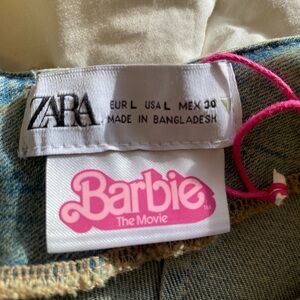 ZARA
EUR L USA L MEX 30
MADE IN BANGLADESH
Barbie
The Movie